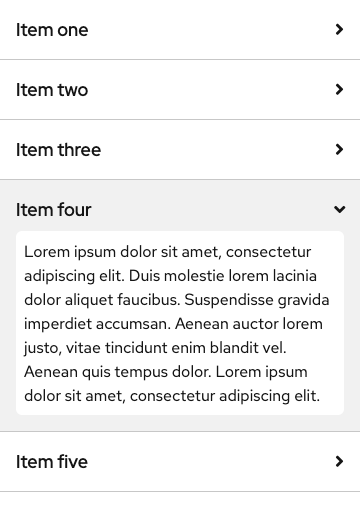 Item one
Item two
Item three
Item four
Lorem ipsum dolor sit amet, consectetur
adipiscing elit. Duis molestie lorem lacinia
dolor aliquet faucibus. Suspendisse gravida
imperdiet accumsan. Aenean auctor lorem
justo, vitae tincidunt enim blandit vel.
Aenean quis tempus dolor. Lorem ipsum
dolor sit amet, consectetur adipiscing elit.
Item five